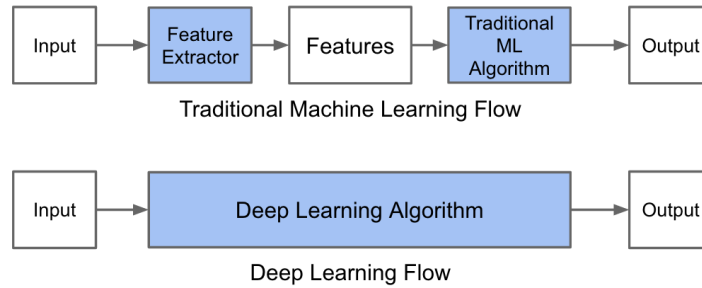 Input
Feature
Extractor
Features
Traditional
ML
Algorithm
Output
Traditional Machine Learning Flow
Input
Deep Learning Algorithm
Output
Deep Learning Flow